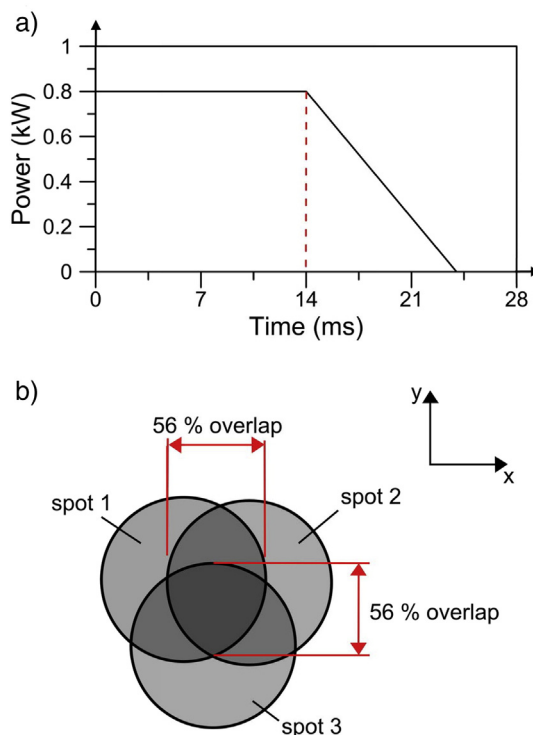 a)
Power (kW)
1
0.8
0.6
0.4
0.2
0
0 7 14 21 28
Time (ms)
b)
56 % overlap
y
x
spot 1
spot 2
56 % overlap
spot 3